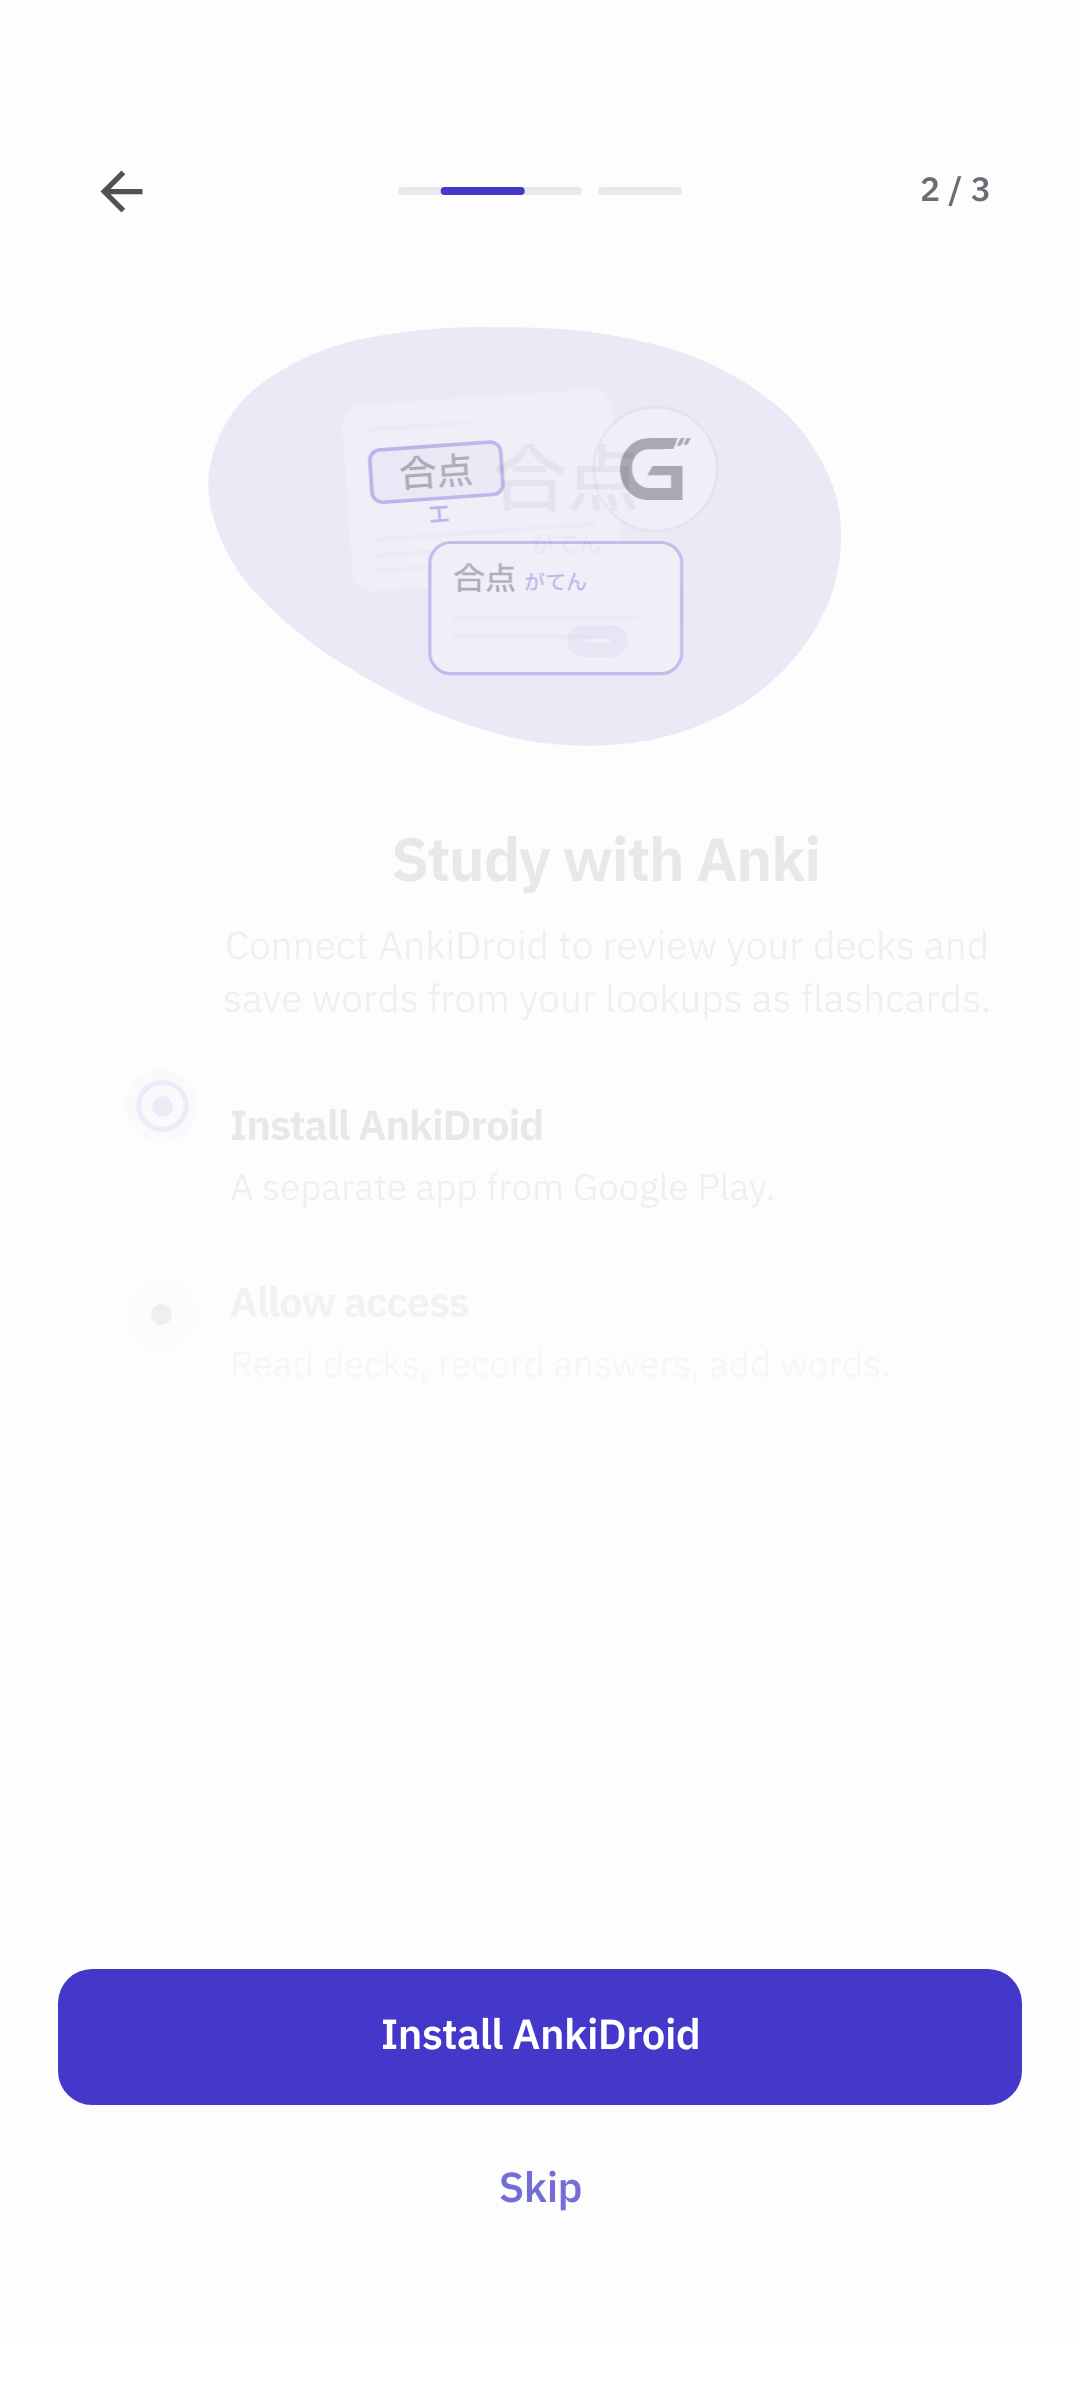 2 / 3
合点
合点
がてん
合点 がてん
G″
Study with Anki
Connect AnkiDroid to review your decks and
save words from your lookups as flashcards.
Install AnkiDroid
A separate app from Google Play.
Allow access
Read decks, record answers, add words.
Install AnkiDroid
Skip